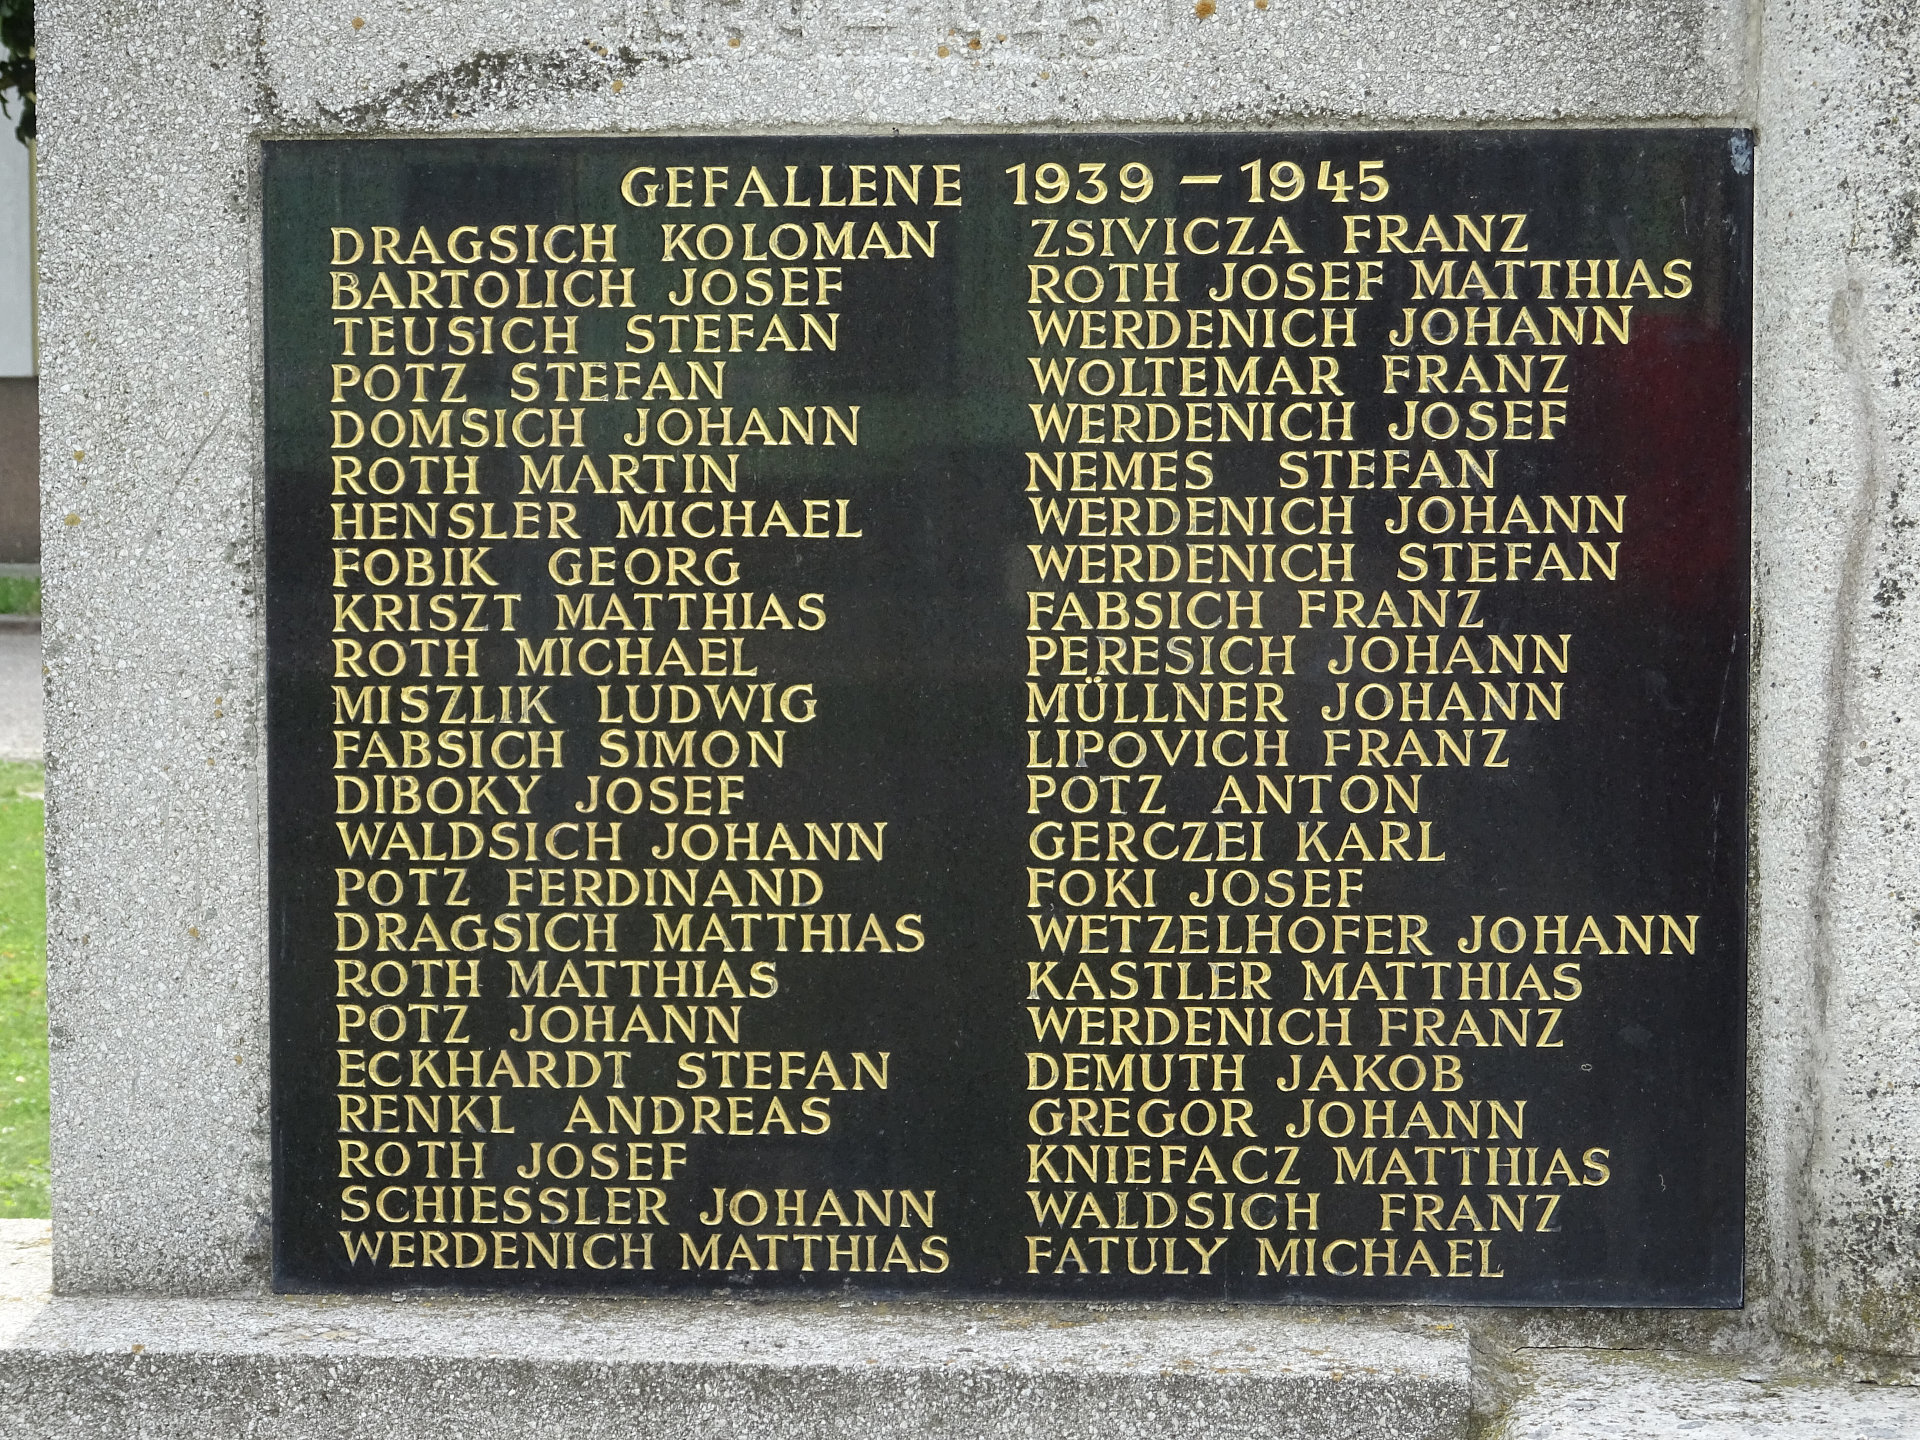 GEFALLENE 1939 – 1945
DRAGSICH KOLOMAN
BARTOLICH JOSEF
TEUSICH STEFAN
POTZ STEFAN
DOMSICH JOHANN
ROTH MARTIN
HENSLER MICHAEL
FOBIK GEORG
KRISZT MATTHIAS
ROTH MICHAEL
MISZLIK LUDWIG
FABSICH SIMON
DIBOKY JOSEF
WALDSICH JOHANN
POTZ FERDINAND
DRAGSICH MATTHIAS
ROTH MATTHIAS
POTZ JOHANN
ECKHARDT STEFAN
RENKL ANDREAS
ROTH JOSEF
SCHIESSLER JOHANN
WERDENICH MATTHIAS
ZSIVICZA FRANZ
ROTH JOSEF MATTHIAS
WERDENICH JOHANN
WOLTEMAR FRANZ
WERDENICH JOSEF
NEMES STEFAN
WERDENICH JOHANN
WERDENICH STEFAN
FABSICH FRANZ
PERESICH JOHANN
MÜLLNER JOHANN
LIPOVICH FRANZ
POTZ ANTON
GERCZEI KARL
FOKI JOSEF
WETZELHOFER JOHANN
KASTLER MATTHIAS
WERDENICH FRANZ
DEMUTH JAKOB
GREGOR JOHANN
KNIEFACZ MATTHIAS
WALDSICH FRANZ
FATULY MICHAEL